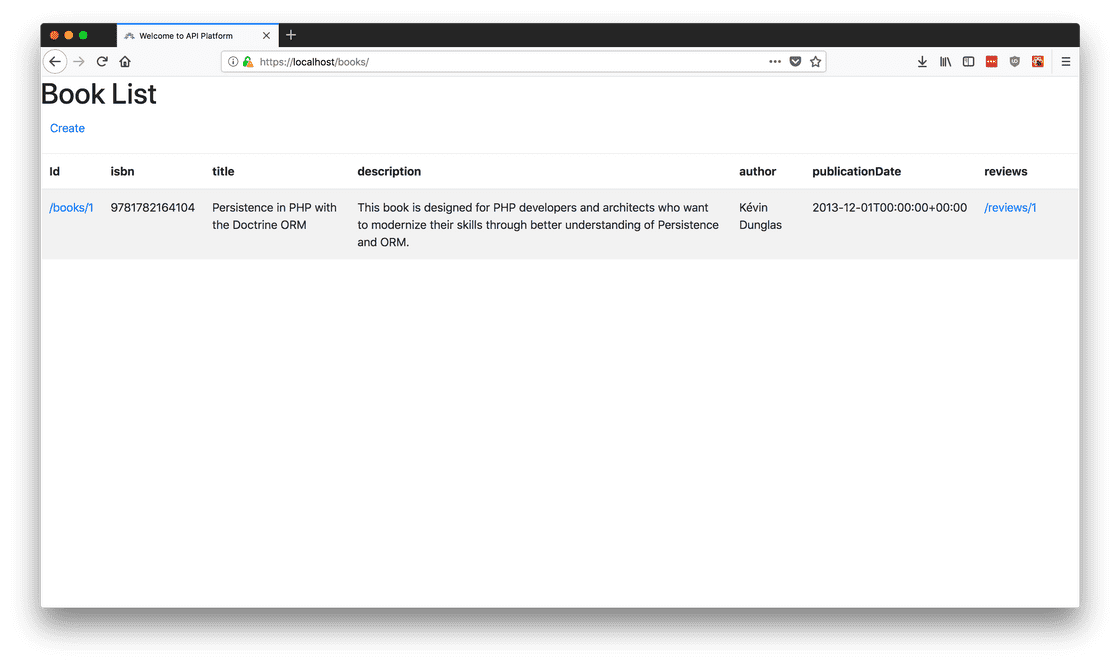 Welcome to API Platform
https://localhost/books/
Book List
Create
Id isbn title description author publicationDate reviews
/books/1 9781782164104 Persistence in PHP with This book is designed for PHP developers and architects who want Kévin 2013-12-01T00:00:00+00:00 /reviews/1
the Doctrine ORM to modernize their skills through better understanding of Persistence Dunglas
and ORM.